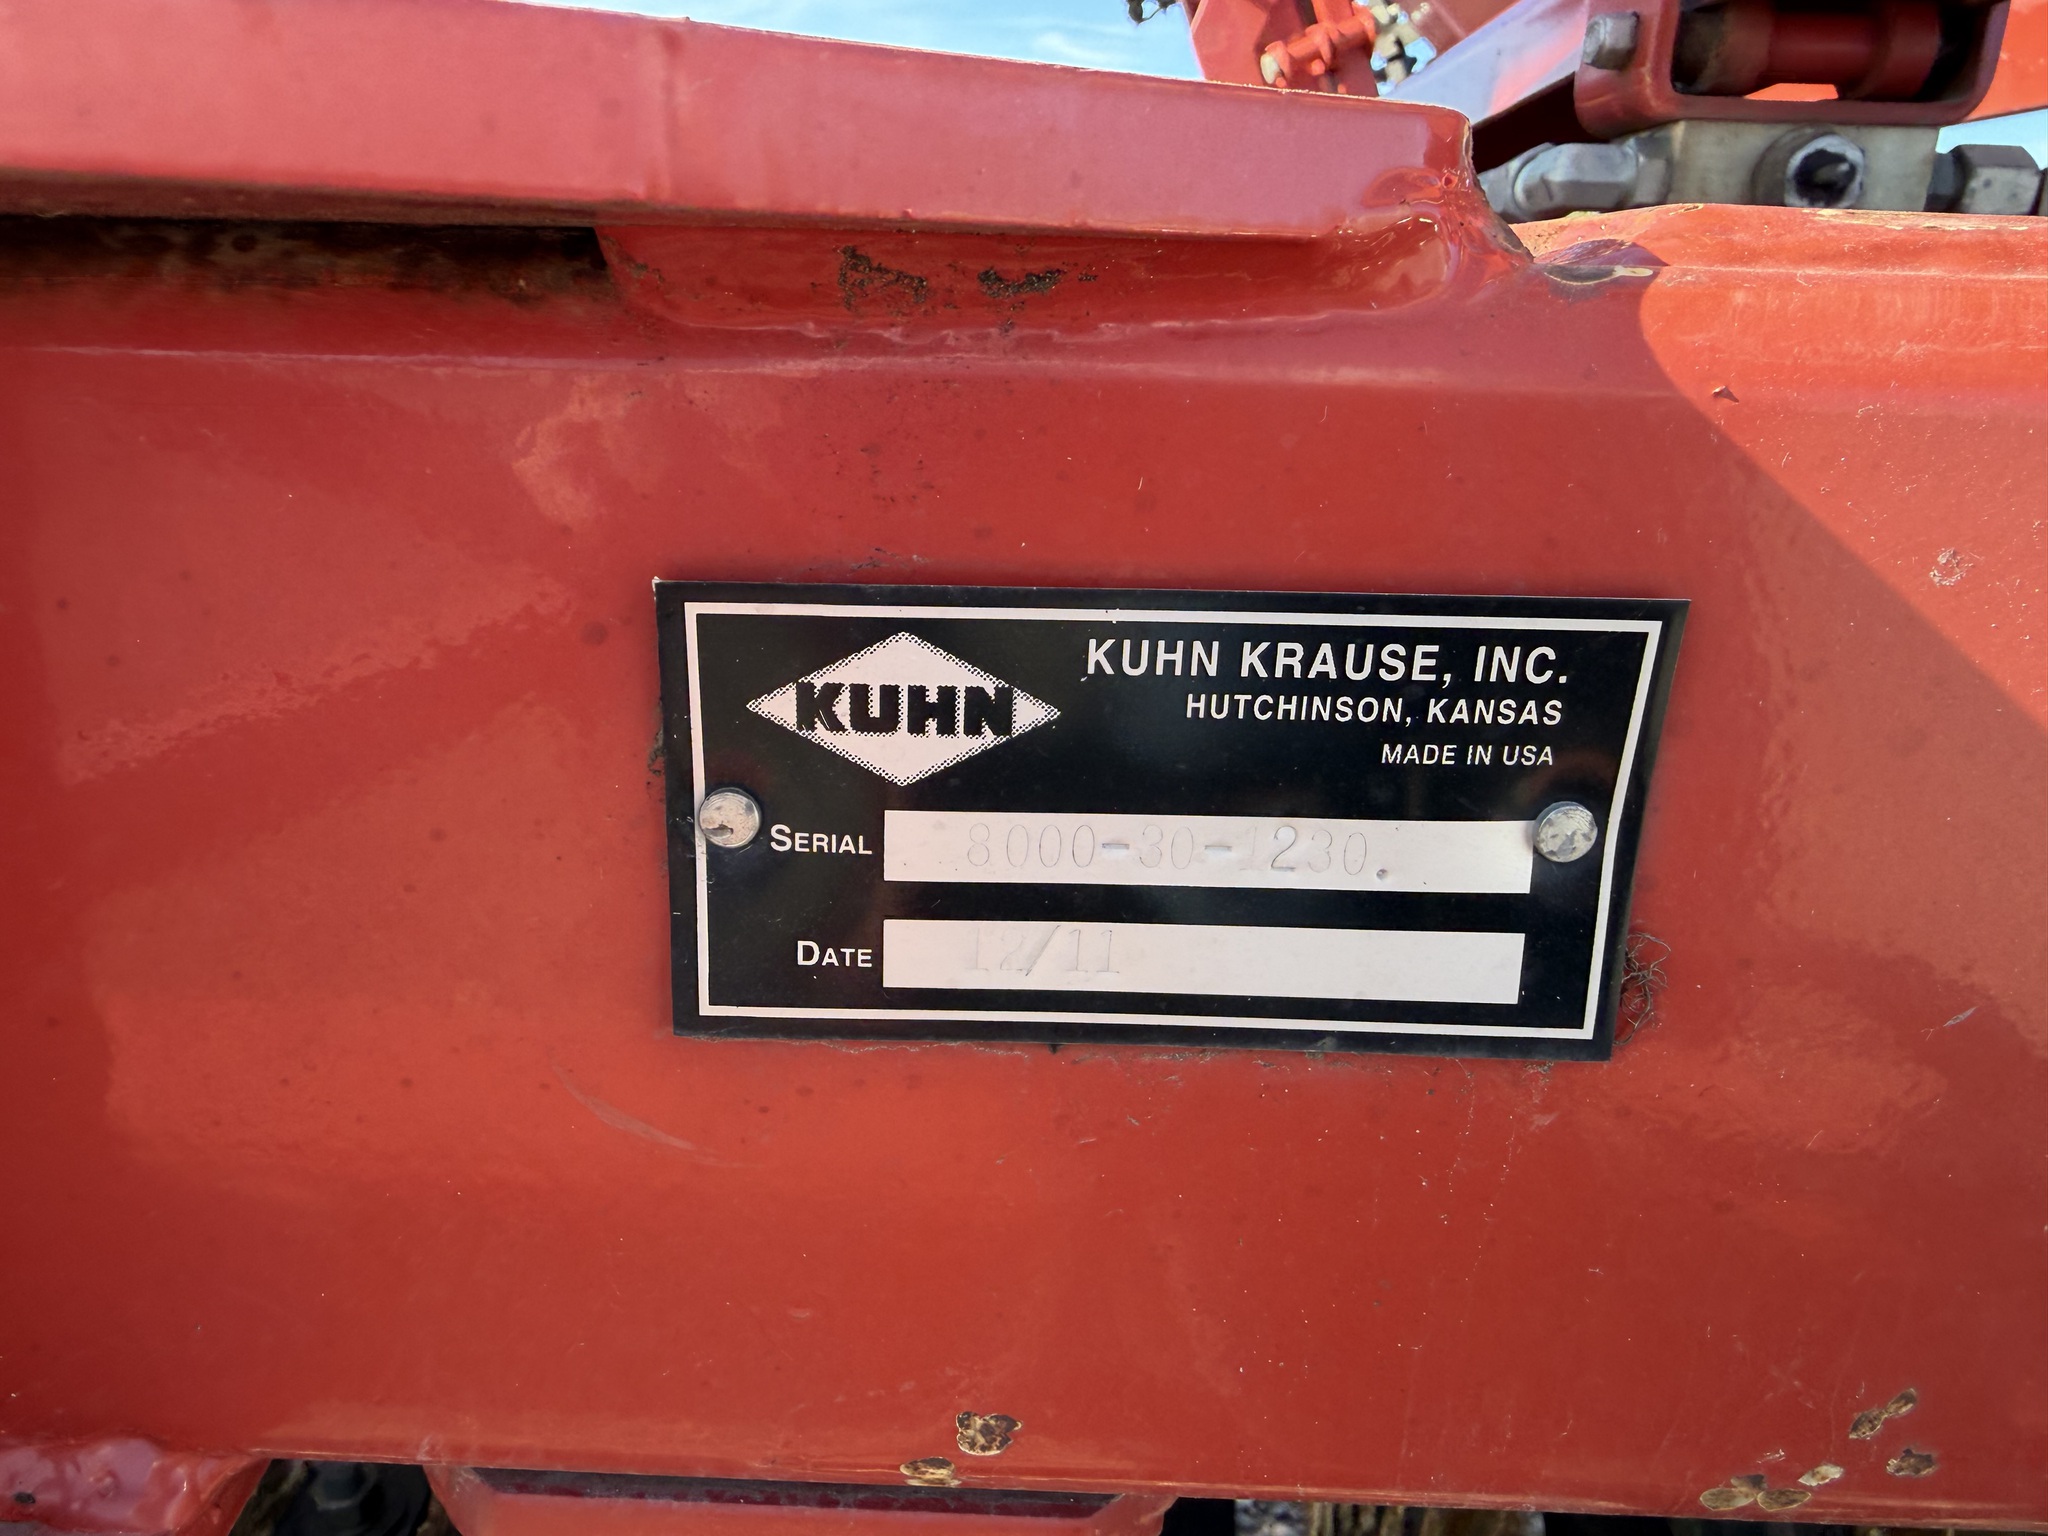 KUHN
KUHN KRAUSE, INC.
HUTCHINSON, KANSAS
MADE IN USA
SERIAL 8000-30-1230.
DATE 12/11